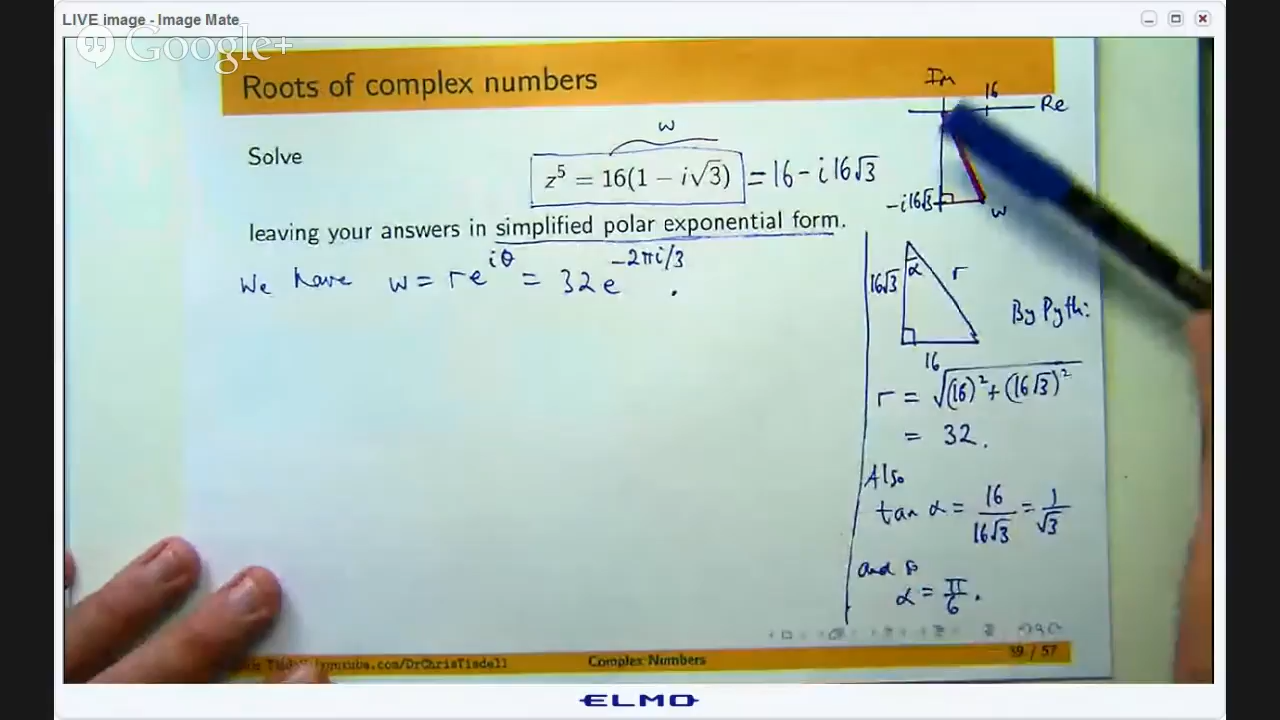 LIVE image - Image Mate
Google+
Roots of complex numbers
Im
16
Re
-i16√3
w
Solve
w
z⁵ = 16(1 − i√3) = 16 - i16√3
leaving your answers in simplified polar exponential form.
We have w = re^{iθ} = 32e^{-2πi/3}.
16√3
α
r
16
By Pyth:
r = √((16)² + (16√3)²)
= 32.
Also
tan α = 16/16√3 = 1/√3
and so
α = π/6.
youtube.com/DrChrisTisdell
Complex Numbers
39 / 57
ELMO